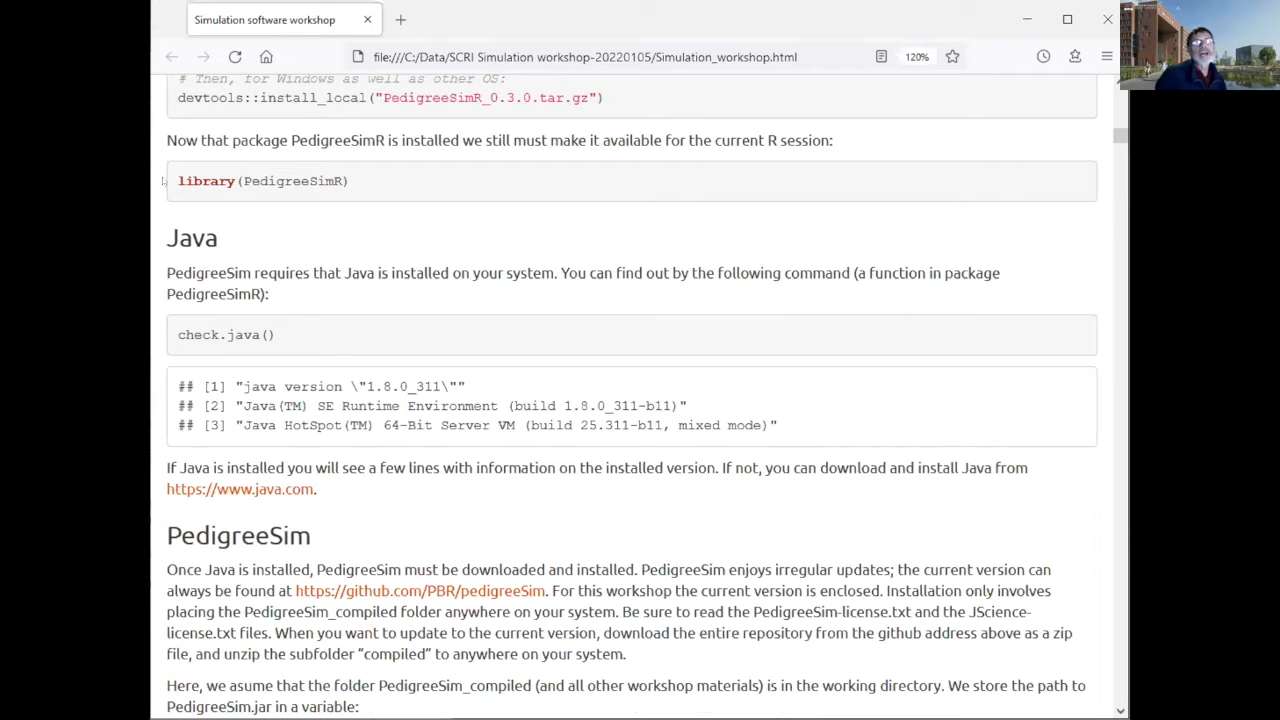 Simulation software workshop
file:///C:/Data/SCRI Simulation workshop-20220105/Simulation_workshop.html
120%
# Then, for Windows as well as other OS:
devtools::install_local("PedigreeSimR_0.3.0.tar.gz")
Now that package PedigreeSimR is installed we still must make it available for the current R session:
library(PedigreeSimR)
Java
PedigreeSim requires that Java is installed on your system. You can find out by the following command (a function in package
PedigreeSimR):
check.java()
## [1] "java version \"1.8.0_311\""
## [2] "Java(TM) SE Runtime Environment (build 1.8.0_311-b11)"
## [3] "Java HotSpot(TM) 64-Bit Server VM (build 25.311-b11, mixed mode)"
If Java is installed you will see a few lines with information on the installed version. If not, you can download and install Java from
https://www.java.com.
PedigreeSim
Once Java is installed, PedigreeSim must be downloaded and installed. PedigreeSim enjoys irregular updates; the current version can
always be found at https://github.com/PBR/pedigreeSim. For this workshop the current version is enclosed. Installation only involves
placing the PedigreeSim_compiled folder anywhere on your system. Be sure to read the PedigreeSim-license.txt and the JScience-
license.txt files. When you want to update to the current version, download the entire repository from the github address above as a zip
file, and unzip the subfolder “compiled” to anywhere on your system.
Here, we asume that the folder PedigreeSim_compiled (and all other workshop materials) is in the working directory. We store the path to
PedigreeSim.jar in a variable: